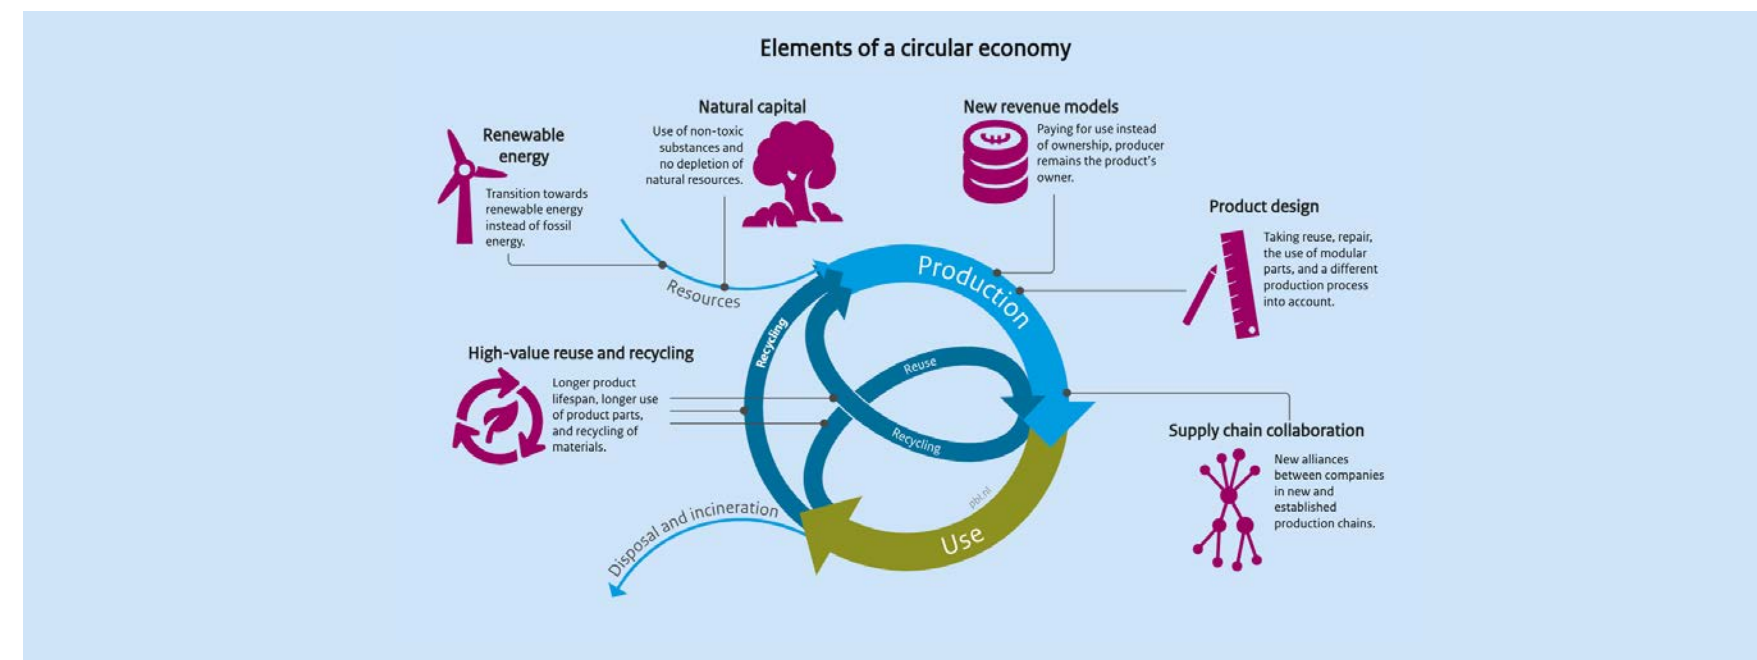 Elements of a circular economy
Renewable
energy
Transition towards
renewable energy
instead of fossil
energy.
Natural capital
Use of non-toxic
substances and
no depletion of
natural resources.
New revenue models
Paying for use instead
of ownership, producer
remains the product's
owner.
Product design
Taking reuse, repair,
the use of modular
parts, and a different
production process
into account.
Resources
Production
Recycling
Reuse
Recycling
High-value reuse and recycling
Longer product
lifespan, longer use
of product parts,
and recycling of
materials.
Supply chain collaboration
New alliances
between companies
in new and
established
production chains.
pbl.nl
Use
Disposal and incineration